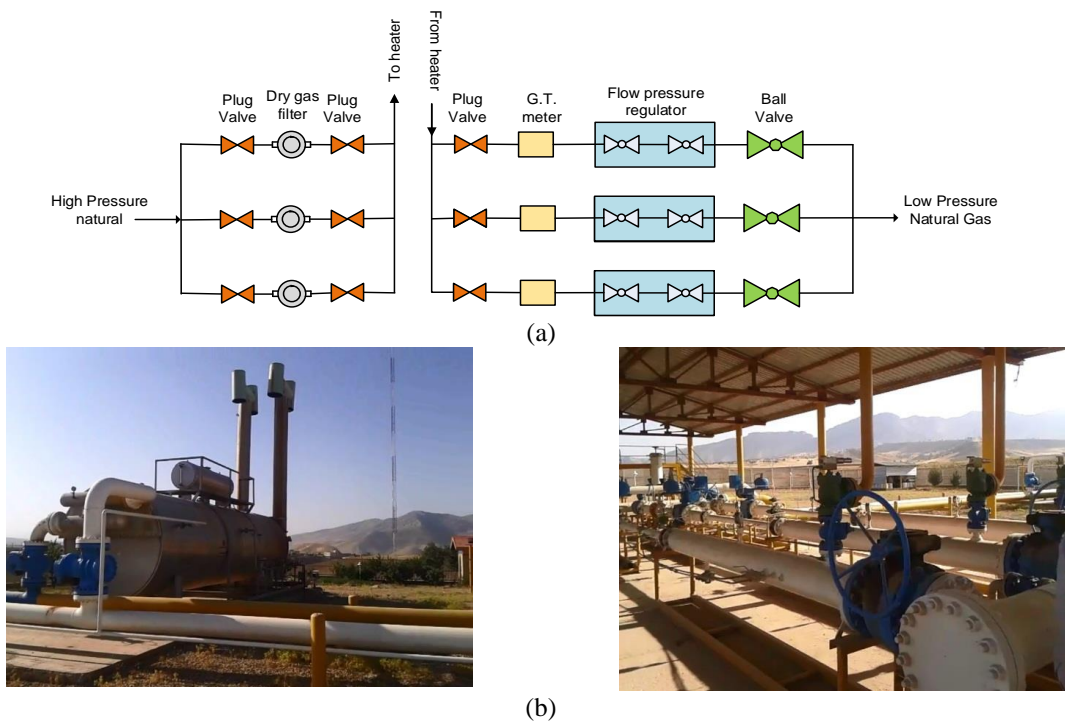 To heater
From heater
Plug
Valve
Dry gas
filter
Plug
Valve
Plug
Valve
G.T.
meter
Flow pressure
regulator
Ball
Valve
High Pressure
natural
Low Pressure
Natural Gas
(a)
(b)